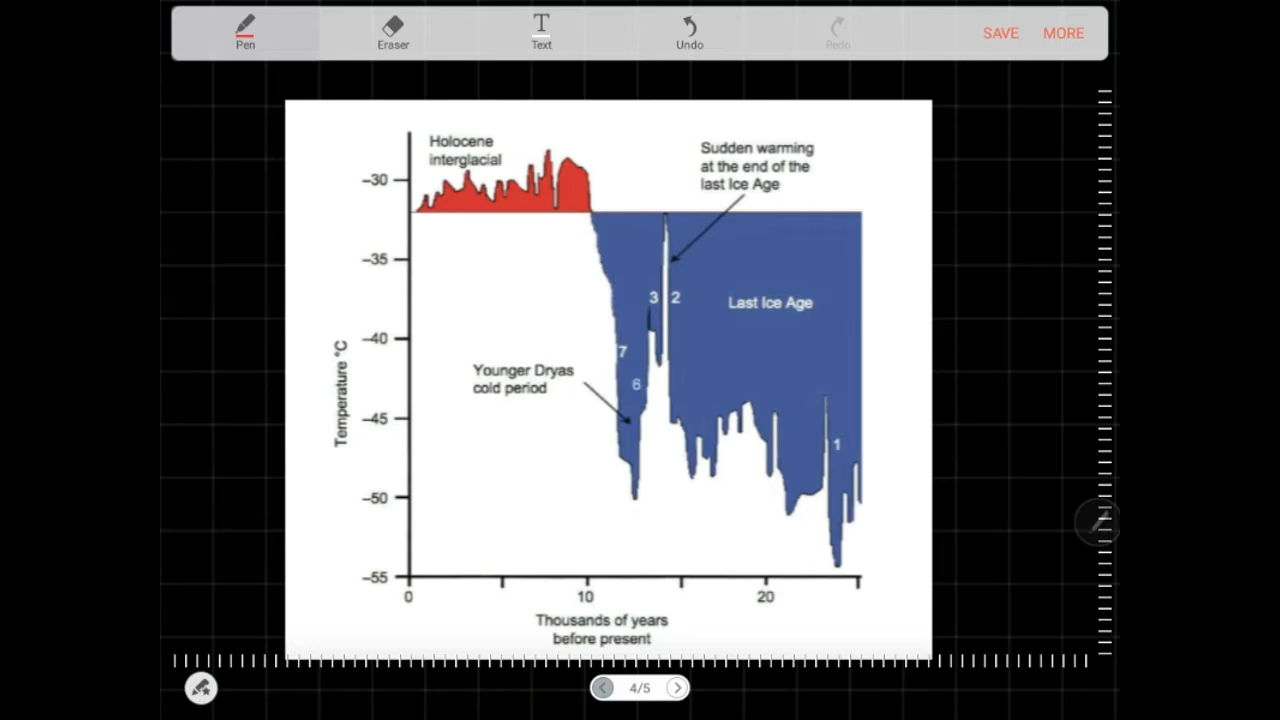 Pen
Eraser
T
Text
Undo
Redo
SAVE
MORE
Holocene
interglacial
Sudden warming
at the end of the
last Ice Age
−30
−35
3
2
Last Ice Age
−40
7
6
Younger Dryas
cold period
Temperature °C
−45
1
−50
−55
0
10
20
Thousands of years
before present
4/5